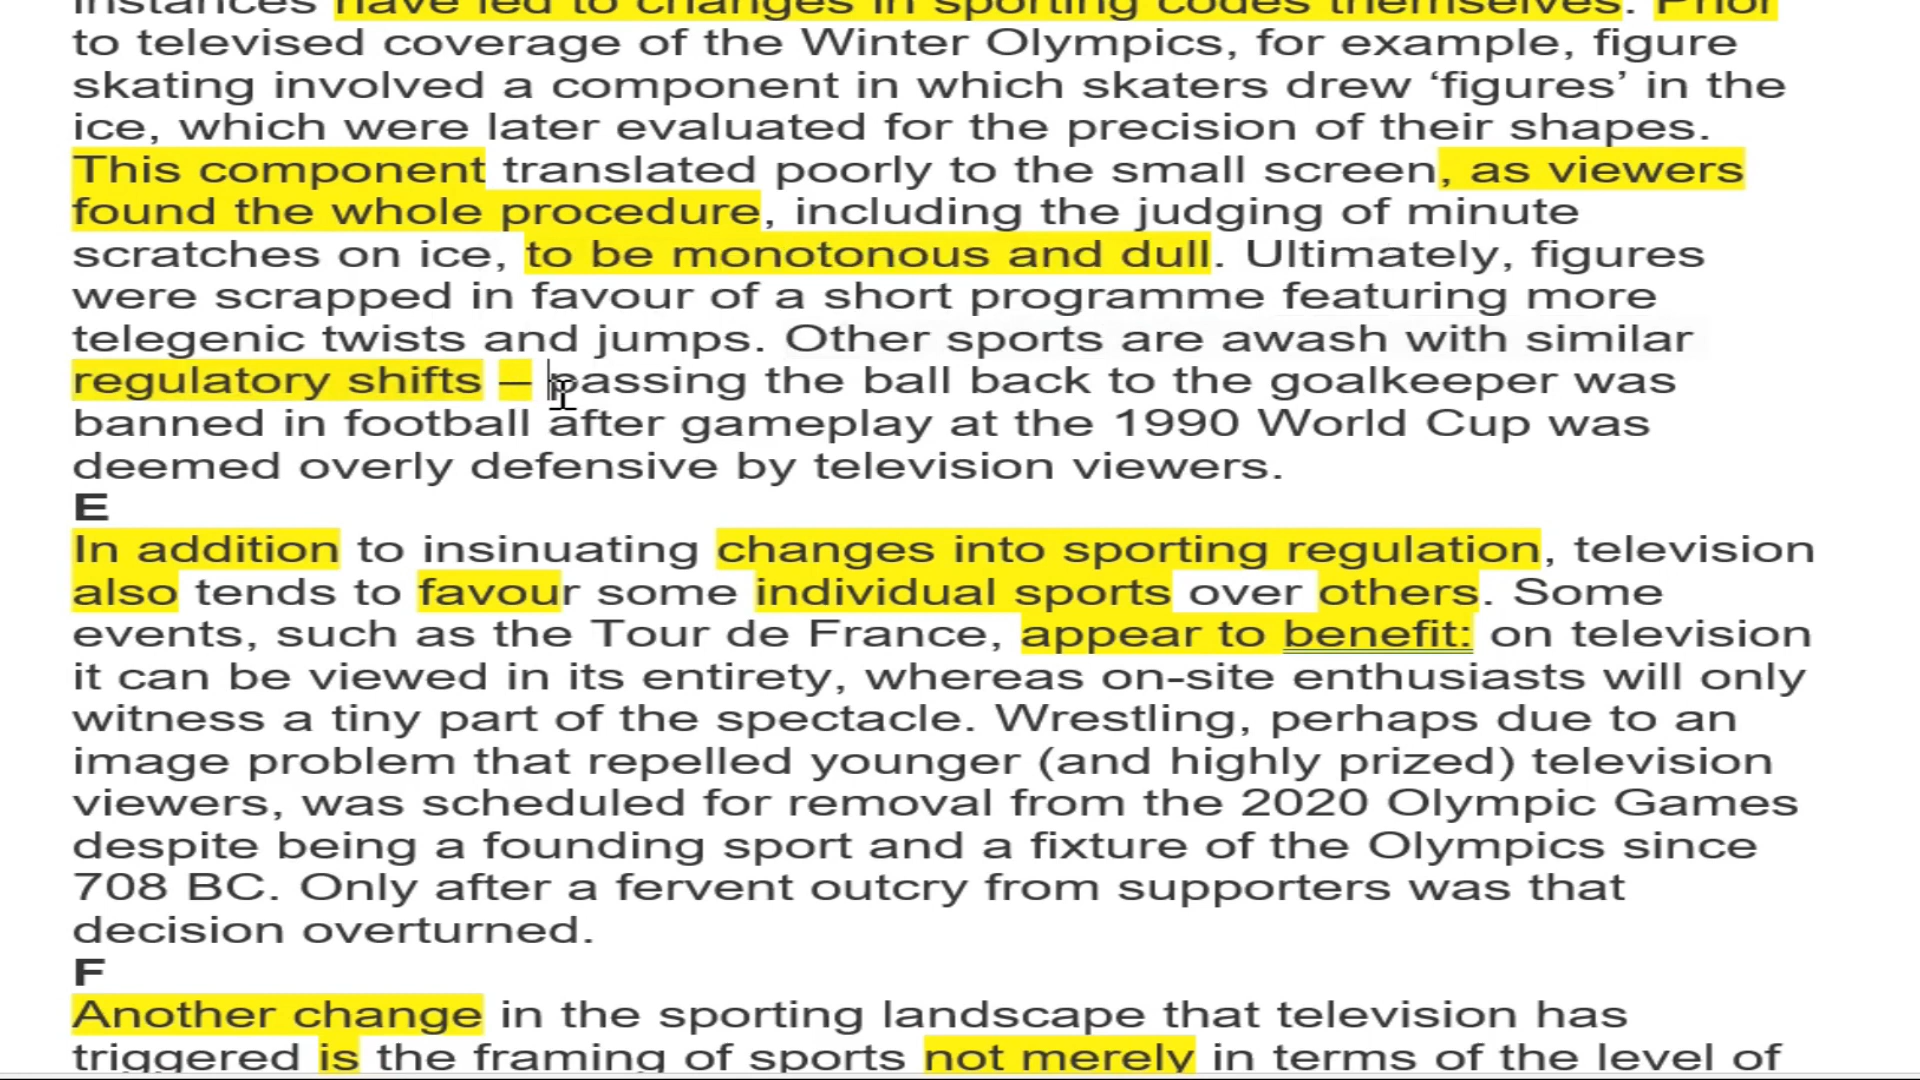 instances have led to changes in sporting codes themselves. Prior
to televised coverage of the Winter Olympics, for example, figure
skating involved a component in which skaters drew ‘figures’ in the
ice, which were later evaluated for the precision of their shapes.
This component translated poorly to the small screen, as viewers
found the whole procedure, including the judging of minute
scratches on ice, to be monotonous and dull. Ultimately, figures
were scrapped in favour of a short programme featuring more
telegenic twists and jumps. Other sports are awash with similar
regulatory shifts – passing the ball back to the goalkeeper was
banned in football after gameplay at the 1990 World Cup was
deemed overly defensive by television viewers.
E
In addition to insinuating changes into sporting regulation, television
also tends to favour some individual sports over others. Some
events, such as the Tour de France, appear to benefit: on television
it can be viewed in its entirety, whereas on-site enthusiasts will only
witness a tiny part of the spectacle. Wrestling, perhaps due to an
image problem that repelled younger (and highly prized) television
viewers, was scheduled for removal from the 2020 Olympic Games
despite being a founding sport and a fixture of the Olympics since
708 BC. Only after a fervent outcry from supporters was that
decision overturned.
F
Another change in the sporting landscape that television has
triggered is the framing of sports not merely in terms of the level of